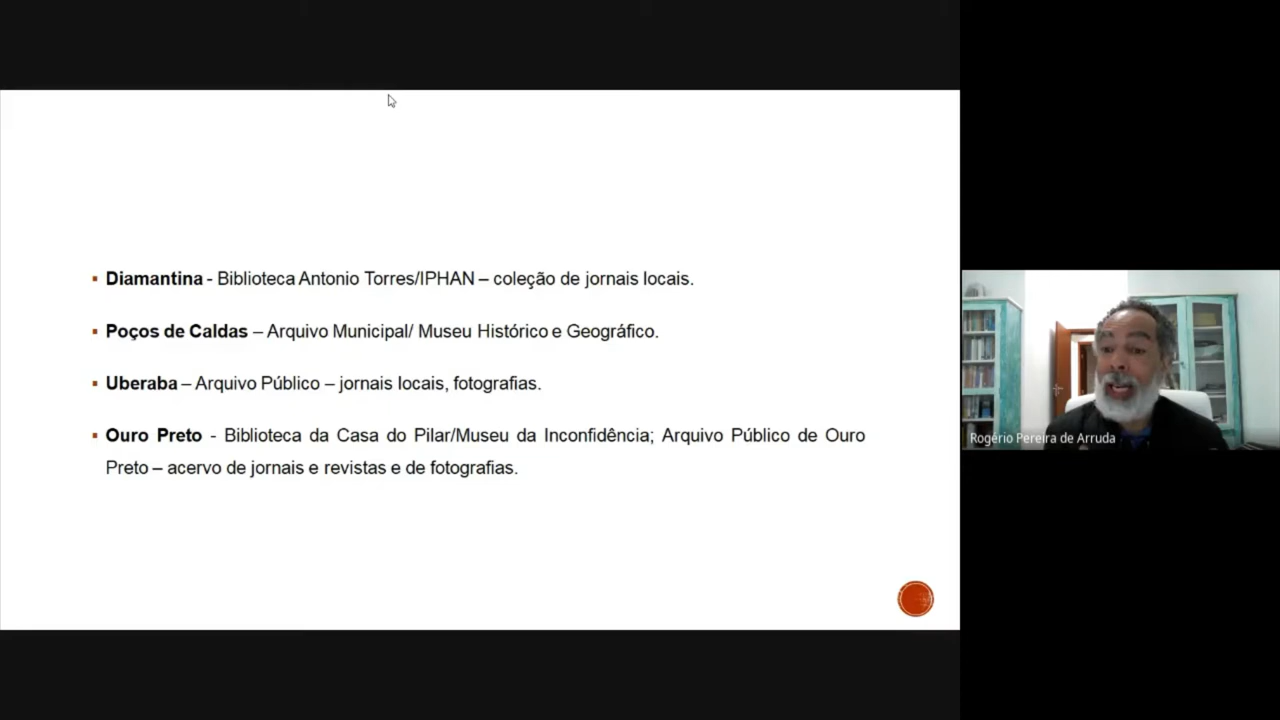 Diamantina - Biblioteca Antonio Torres/IPHAN – coleção de jornais locais.
Poços de Caldas – Arquivo Municipal/ Museu Histórico e Geográfico.
Uberaba – Arquivo Público – jornais locais, fotografias.
Ouro Preto - Biblioteca da Casa do Pilar/Museu da Inconfidência; Arquivo Público de Ouro
Preto – acervo de jornais e revistas e de fotografias.
Rogério Pereira de Arruda